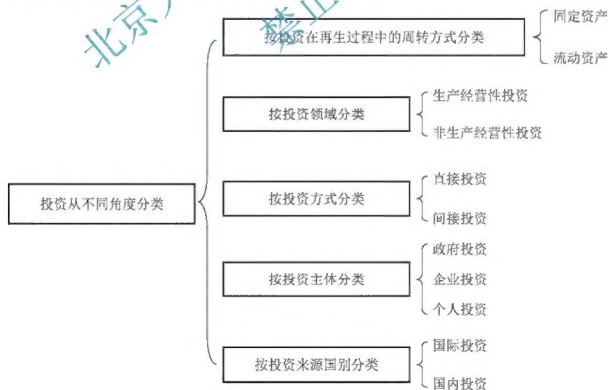 北京
禁止
按投资在再生过程中的周转方式分类
固定资产
流动资产
按投资领域分类
生产经营性投资
非生产经营性投资
投资从不同角度分类
按投资方式分类
直接投资
间接投资
按投资主体分类
政府投资
企业投资
个人投资
按投资来源国别分类
国际投资
国内投资